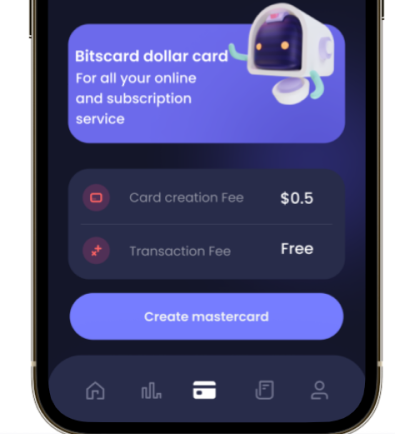 Bitscard dollar card
For all your online
and subscription
service
Card creation Fee $0.5
Transaction Fee Free
Create mastercard